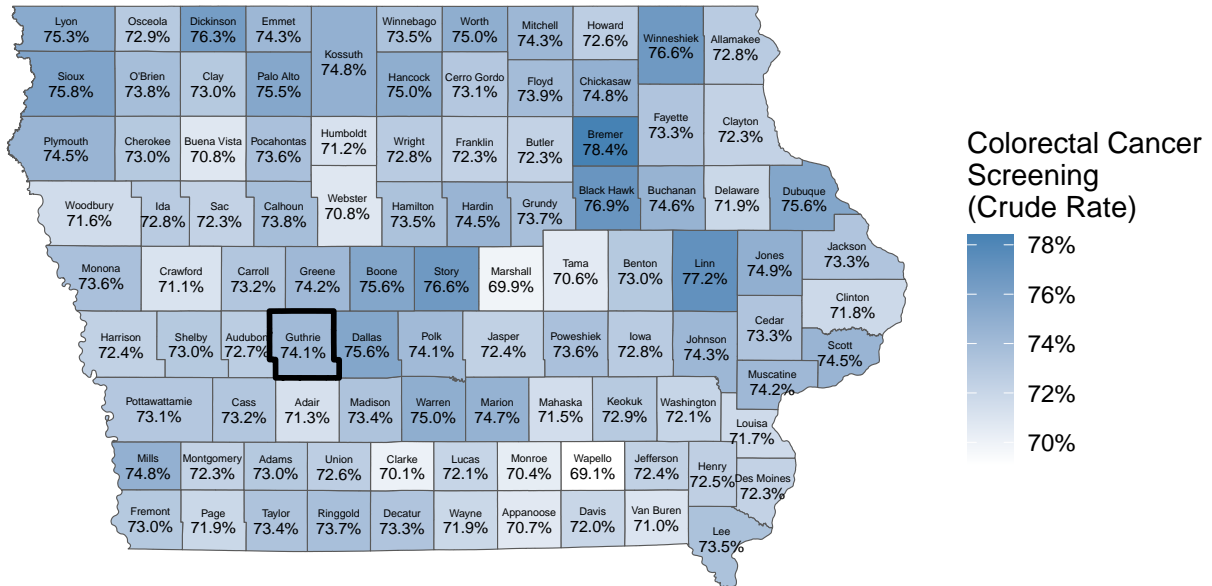 Lyon
75.3%
Osceola
72.9%
Dickinson
76.3%
Emmet
74.3%
Winnebago
73.5%
Worth
75.0%
Mitchell
74.3%
Howard
72.6%
Winneshiek
76.6%
Allamakee
72.8%
Kossuth
74.8%
Sioux
75.8%
O'Brien
73.8%
Clay
73.0%
Palo Alto
75.5%
Hancock
75.0%
Cerro Gordo
73.1%
Floyd
73.9%
Chickasaw
74.8%
Fayette
73.3%
Clayton
72.3%
Plymouth
74.5%
Cherokee
73.0%
Buena Vista
70.8%
Pocahontas
73.6%
Humboldt
71.2%
Wright
72.8%
Franklin
72.3%
Butler
72.3%
Bremer
78.4%
Woodbury
71.6%
Ida
72.8%
Sac
72.3%
Calhoun
73.8%
Webster
70.8%
Hamilton
73.5%
Hardin
74.5%
Grundy
73.7%
Black Hawk
76.9%
Buchanan
74.6%
Delaware
71.9%
Dubuque
75.6%
Monona
73.6%
Crawford
71.1%
Carroll
73.2%
Greene
74.2%
Boone
75.6%
Story
76.6%
Marshall
69.9%
Tama
70.6%
Benton
73.0%
Linn
77.2%
Jones
74.9%
Jackson
73.3%
Clinton
71.8%
Harrison
72.4%
Shelby
73.0%
Audubon
72.7%
Guthrie
74.1%
Dallas
75.6%
Polk
74.1%
Jasper
72.4%
Poweshiek
73.6%
Iowa
72.8%
Johnson
74.3%
Cedar
73.3%
Scott
74.5%
Muscatine
74.2%
Pottawattamie
73.1%
Cass
73.2%
Adair
71.3%
Madison
73.4%
Warren
75.0%
Marion
74.7%
Mahaska
71.5%
Keokuk
72.9%
Washington
72.1%
Louisa
71.7%
Mills
74.8%
Montgomery
72.3%
Adams
73.0%
Union
72.6%
Clarke
70.1%
Lucas
72.1%
Monroe
70.4%
Wapello
69.1%
Jefferson
72.4%
Henry
72.5%
Des Moines
72.3%
Fremont
73.0%
Page
71.9%
Taylor
73.4%
Ringgold
73.7%
Decatur
73.3%
Wayne
71.9%
Appanoose
70.7%
Davis
72.0%
Van Buren
71.0%
Lee
73.5%
Colorectal Cancer
Screening
(Crude Rate)
78%
76%
74%
72%
70%